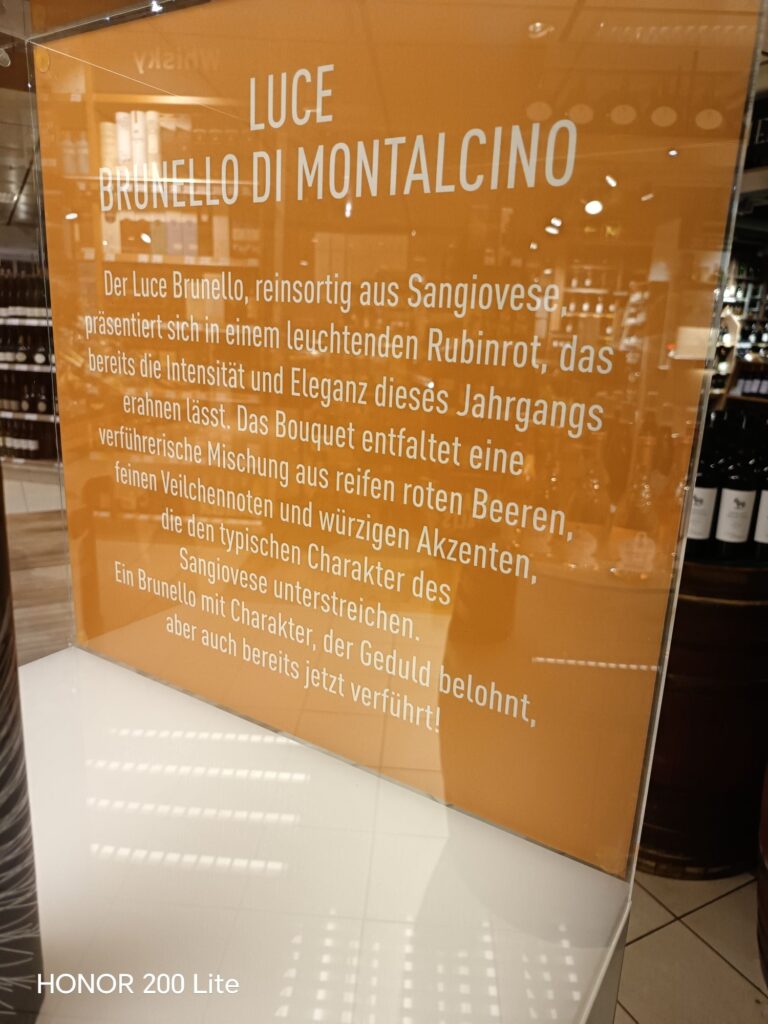 Whisky
LUCE
BRUNELLO DI MONTALCINO
Der Luce Brunello, reinsortig aus Sangiovese,
präsentiert sich in einem leuchtenden Rubinrot, das
bereits die Intensität und Eleganz dieses Jahrgangs
erahnen lässt. Das Bouquet entfaltet eine
verführerische Mischung aus reifen roten Beeren,
feinen Veilchennoten und würzigen Akzenten,
die den typischen Charakter des
Sangiovese unterstreichen.
Ein Brunello mit Charakter, der Geduld belohnt,
aber auch bereits jetzt verführt!
HONOR 200 Lite